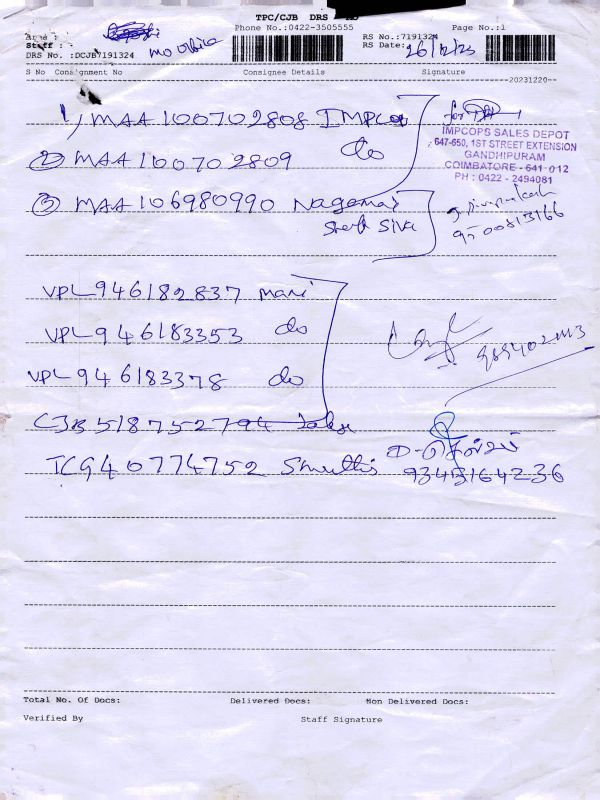 TPC/CJB DRS
Area :
Phone No.:0422-3505555
Page No.:1
Staff :
RS No.:7191324
DRS No. :DCJB7191324
RS Date: 26/12/23
S No Consignment No Consignee Details Signature
20231220
1) MAA 100702808 IMPCOP
for
IMPCOPS SALES DEPOT
647-650, 1ST STREET EXTENSION
GANDHIPURAM
COIMBATORE - 641 012
PH : 0422 - 2494081
2) MAA 100702809 do
3) MAA 106980990 Nagamai
Siva
9500813166
VPL 946182837 Mani
VPL 946183353 do
VPL 946183378 do
CJB 518752794
TCG 40774752
9345164236
Total No. Of Docs: Delivered Docs: Non Delivered Docs:
Verified By Staff Signature